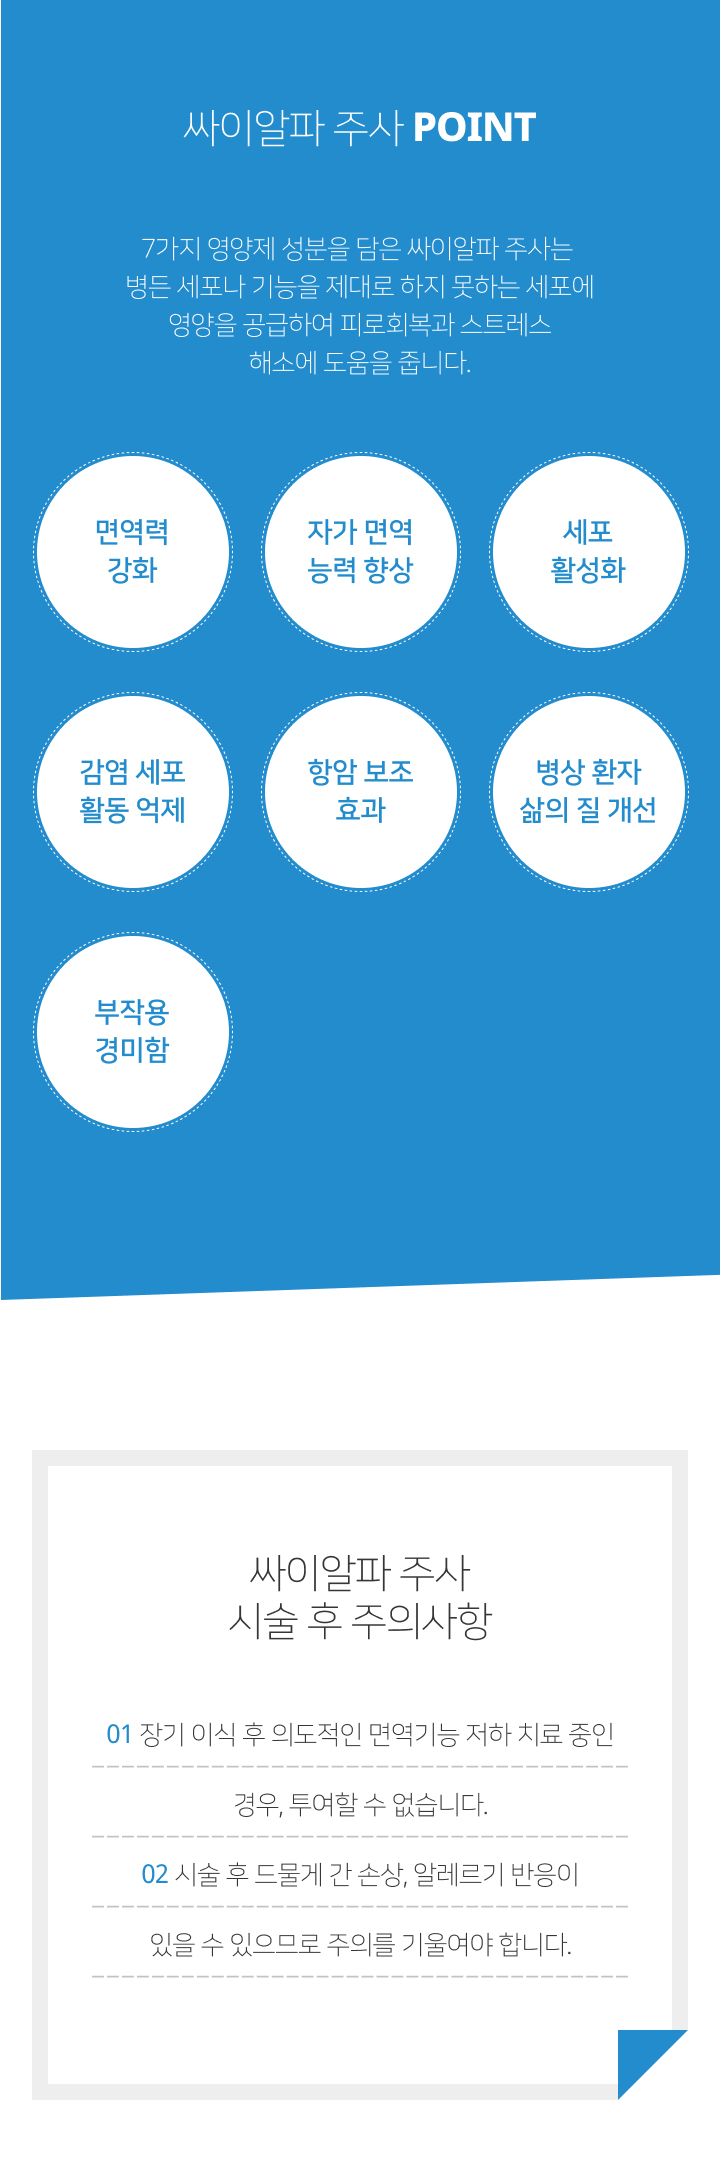 싸이알파 주사 POINT
7가지 영양제 성분을 담은 싸이알파 주사는
병든 세포나 기능을 제대로 하지 못하는 세포에
영양을 공급하여 피로회복과 스트레스
해소에 도움을 줍니다.
면역력
강화
자가 면역
능력 향상
세포
활성화
감염 세포
활동 억제
항암 보조
효과
병상 환자
삶의 질 개선
부작용
경미함
싸이알파 주사
시술 후 주의사항
01 장기 이식 후 의도적인 면역기능 저하 치료 중인
경우, 투여할 수 없습니다.
02 시술 후 드물게 간 손상, 알레르기 반응이
있을 수 있으므로 주의를 기울여야 합니다.